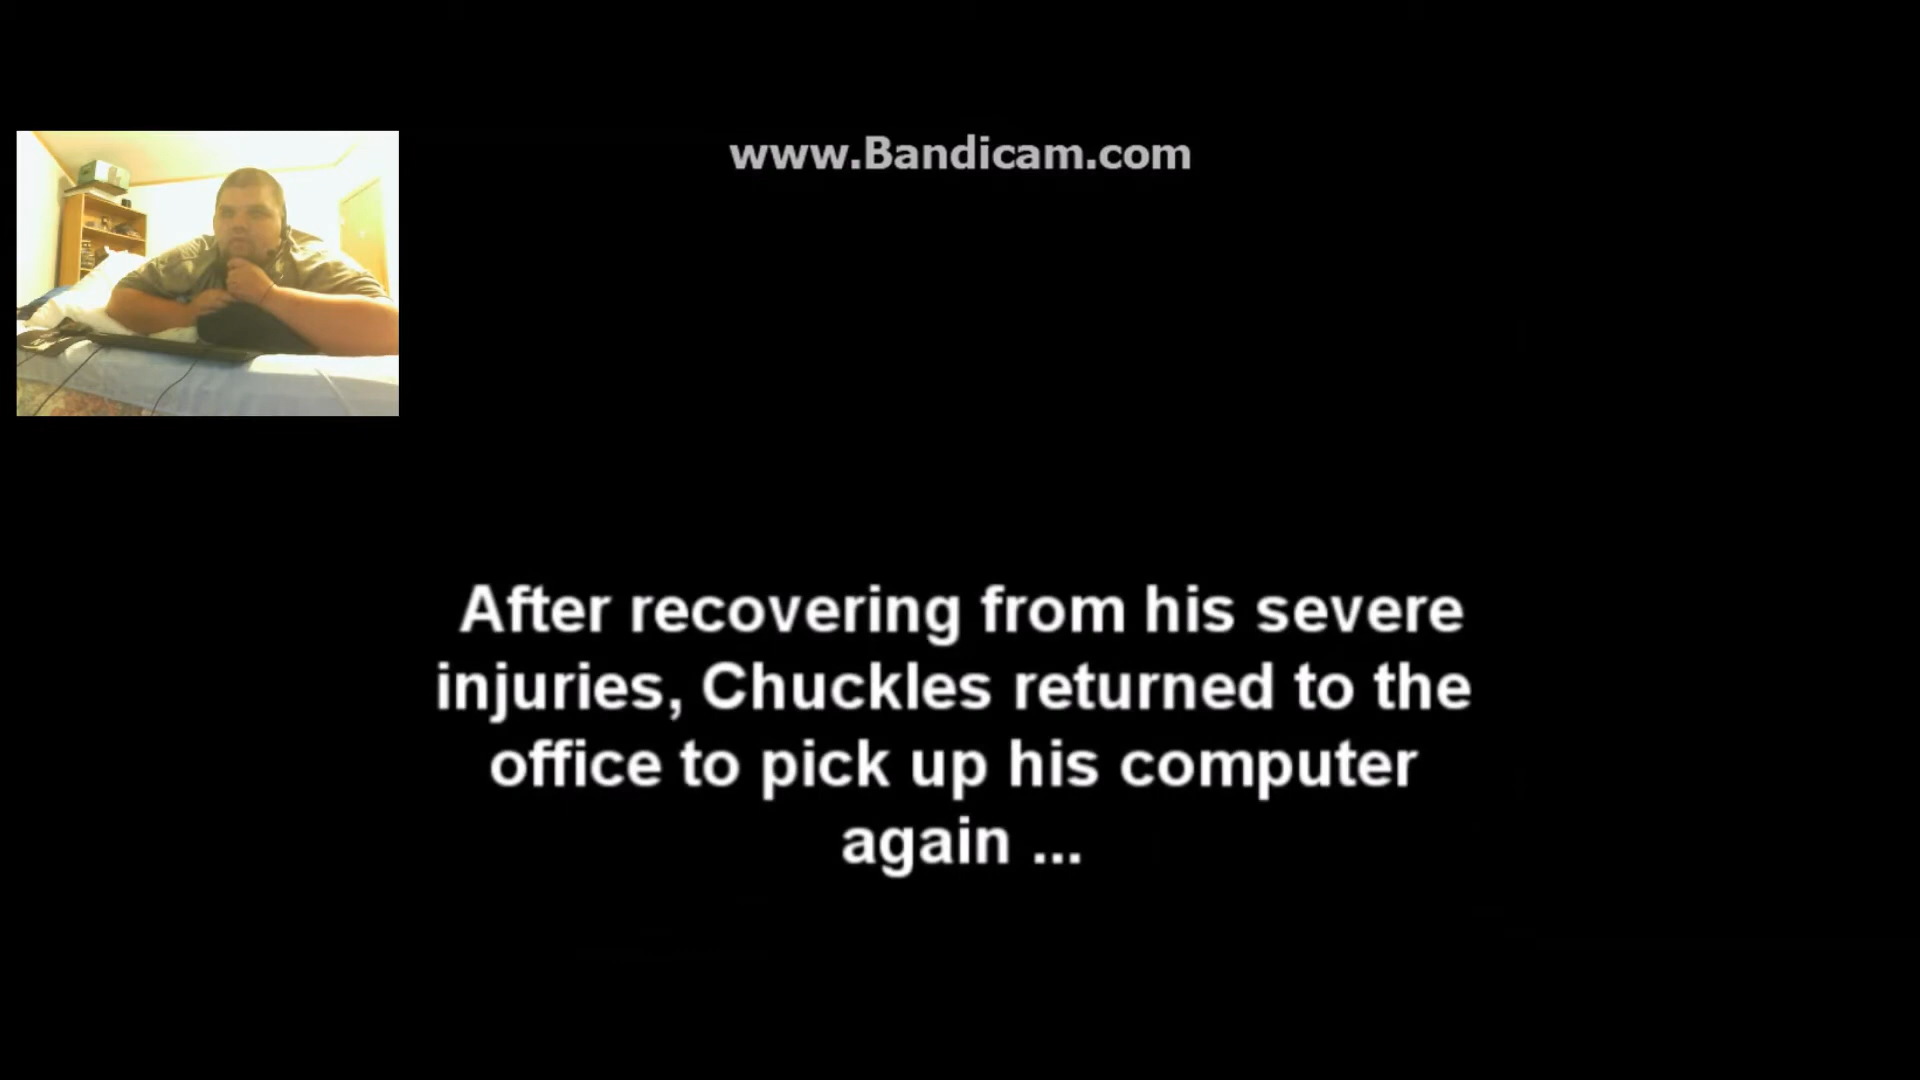 www.Bandicam.com
After recovering from his severe
injuries, Chuckles returned to the
office to pick up his computer
again ...